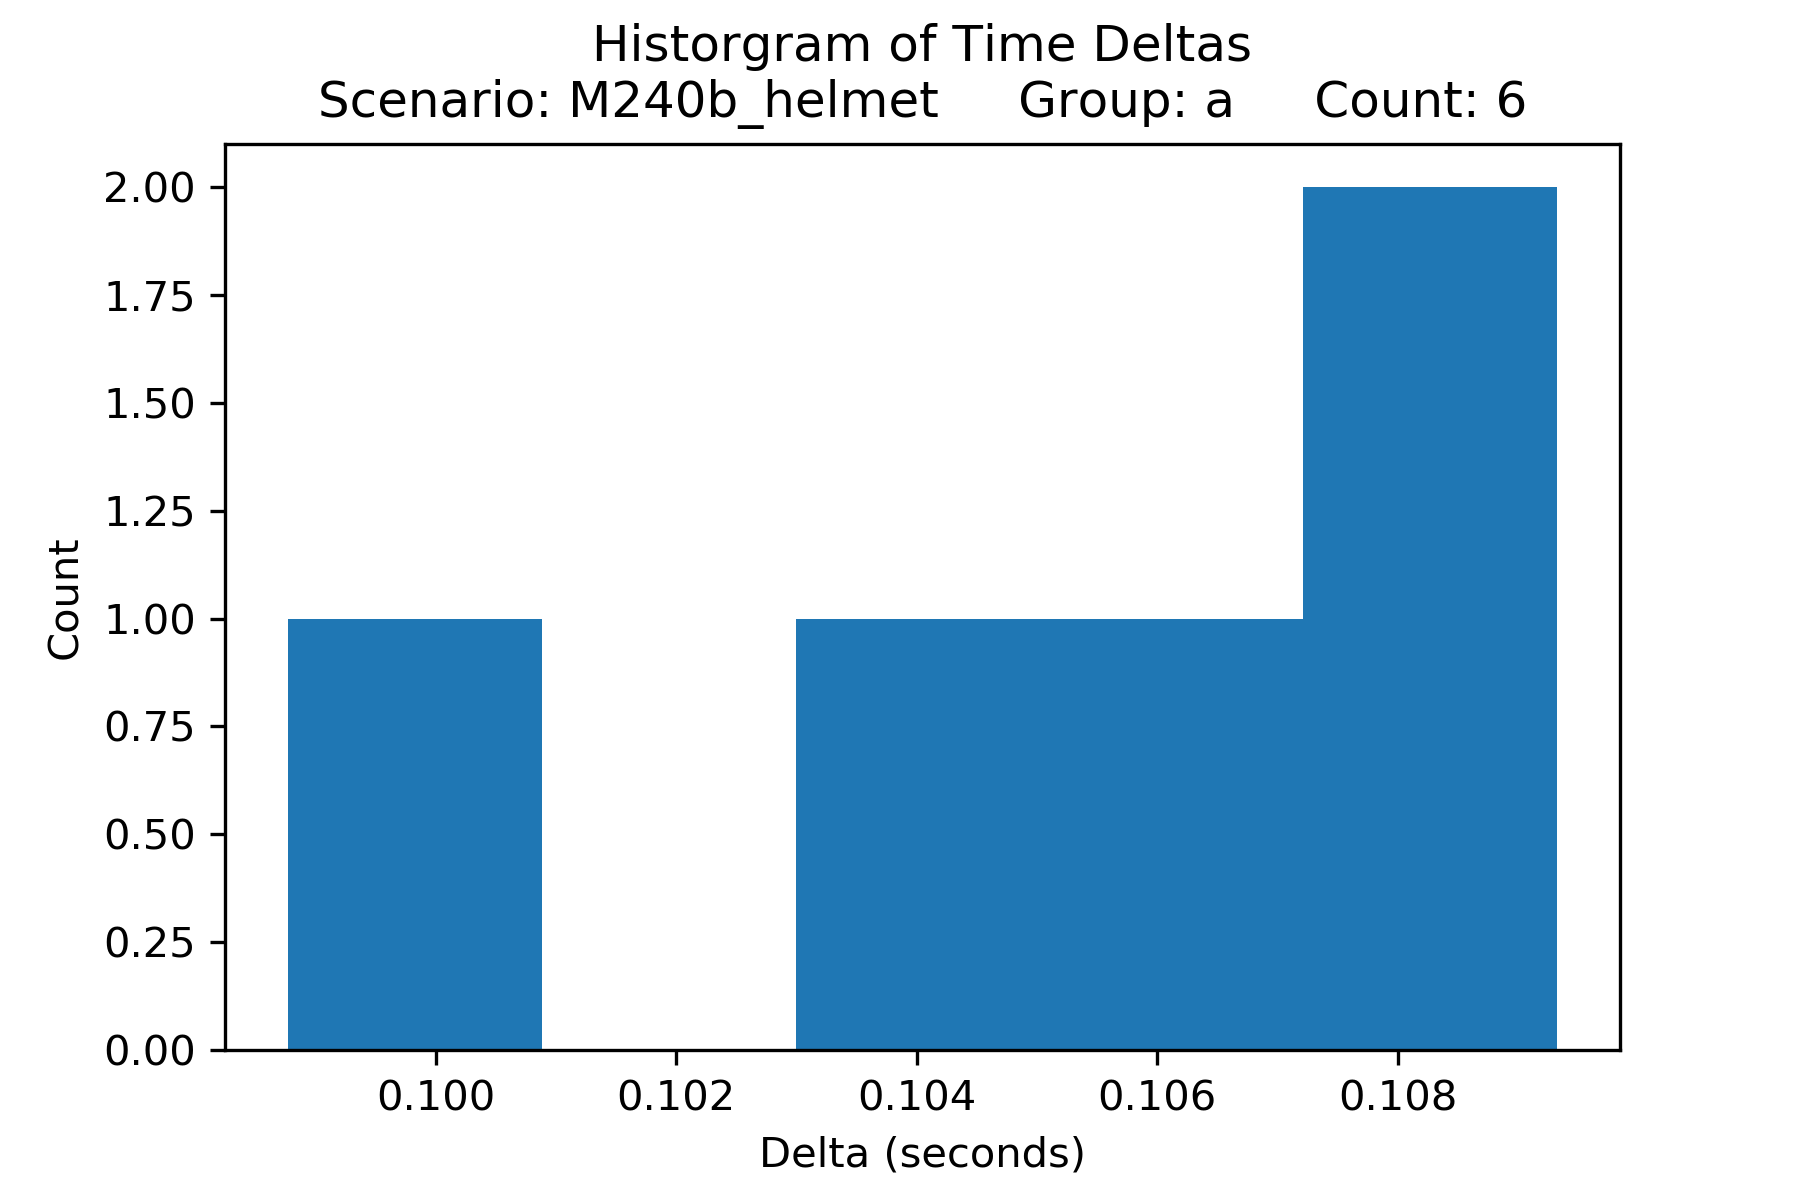 Historgram of Time Deltas
Scenario: M240b_helmet     Group: a     Count: 6
2.00
1.75
1.50
1.25
1.00
0.75
0.50
0.25
0.00
Count
0.100 0.102 0.104 0.106 0.108
Delta (seconds)